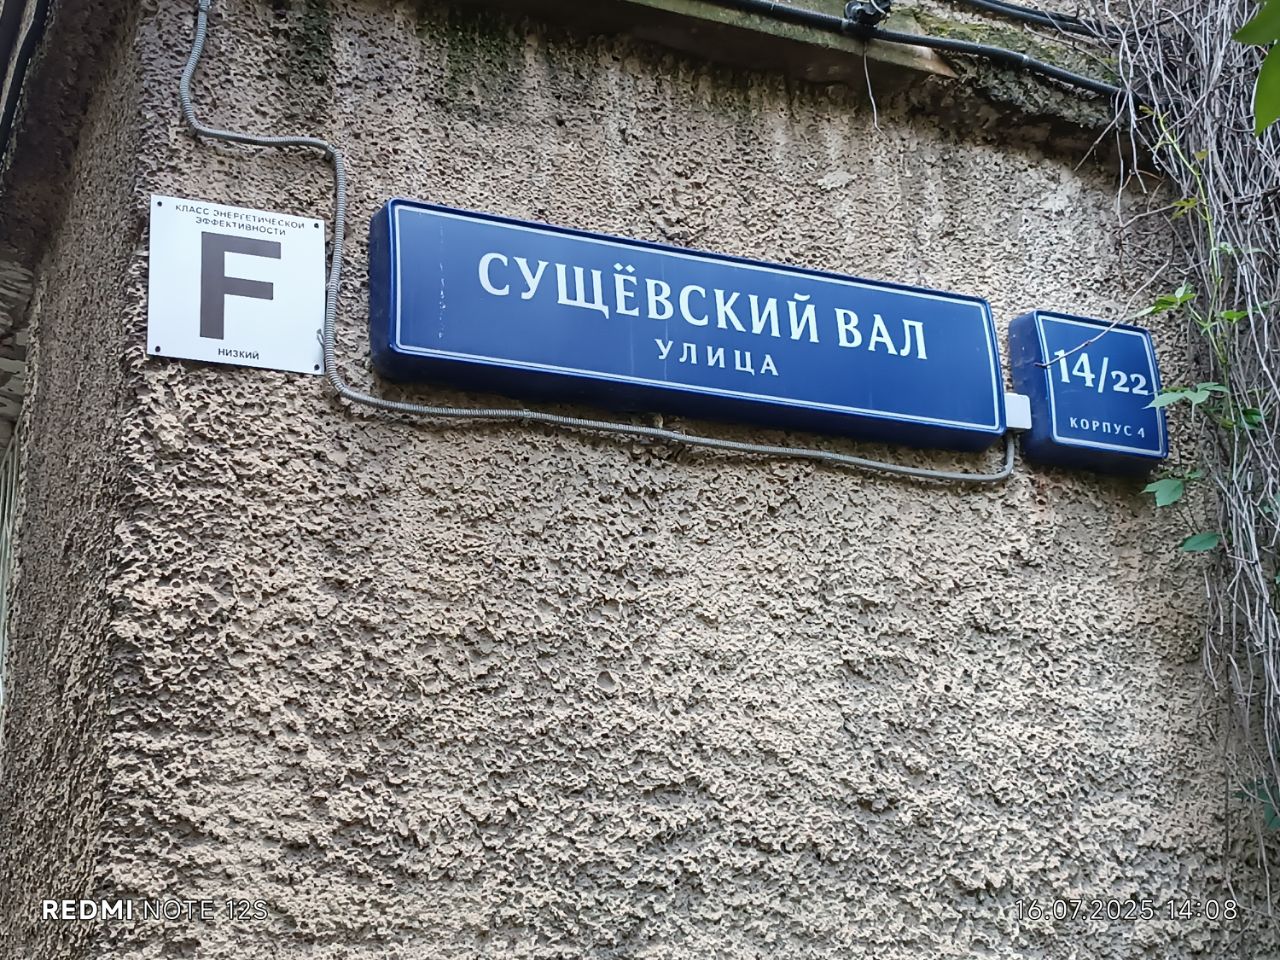 КЛАСС ЭНЕРГЕТИЧЕСКОЙ
ЭФФЕКТИВНОСТИ
F
НИЗКИЙ
СУЩЁВСКИЙ ВАЛ
УЛИЦА
14/22
КОРПУС 4
REDMI NOTE 12S
16.07.2025 14:08